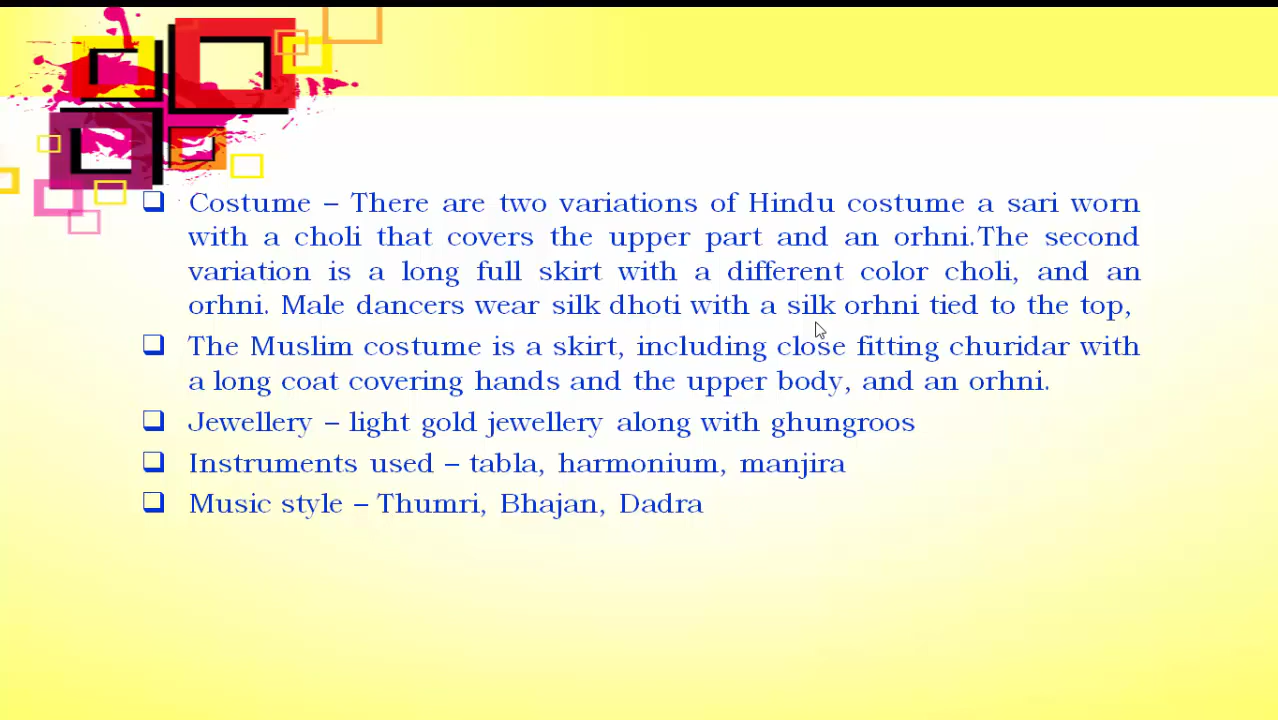 Costume – There are two variations of Hindu costume a sari worn
with a choli that covers the upper part and an orhni.The second
variation is a long full skirt with a different color choli, and an
orhni. Male dancers wear silk dhoti with a silk orhni tied to the top,
The Muslim costume is a skirt, including close fitting churidar with
a long coat covering hands and the upper body, and an orhni.
Jewellery – light gold jewellery along with ghungroos
Instruments used – tabla, harmonium, manjira
Music style – Thumri, Bhajan, Dadra